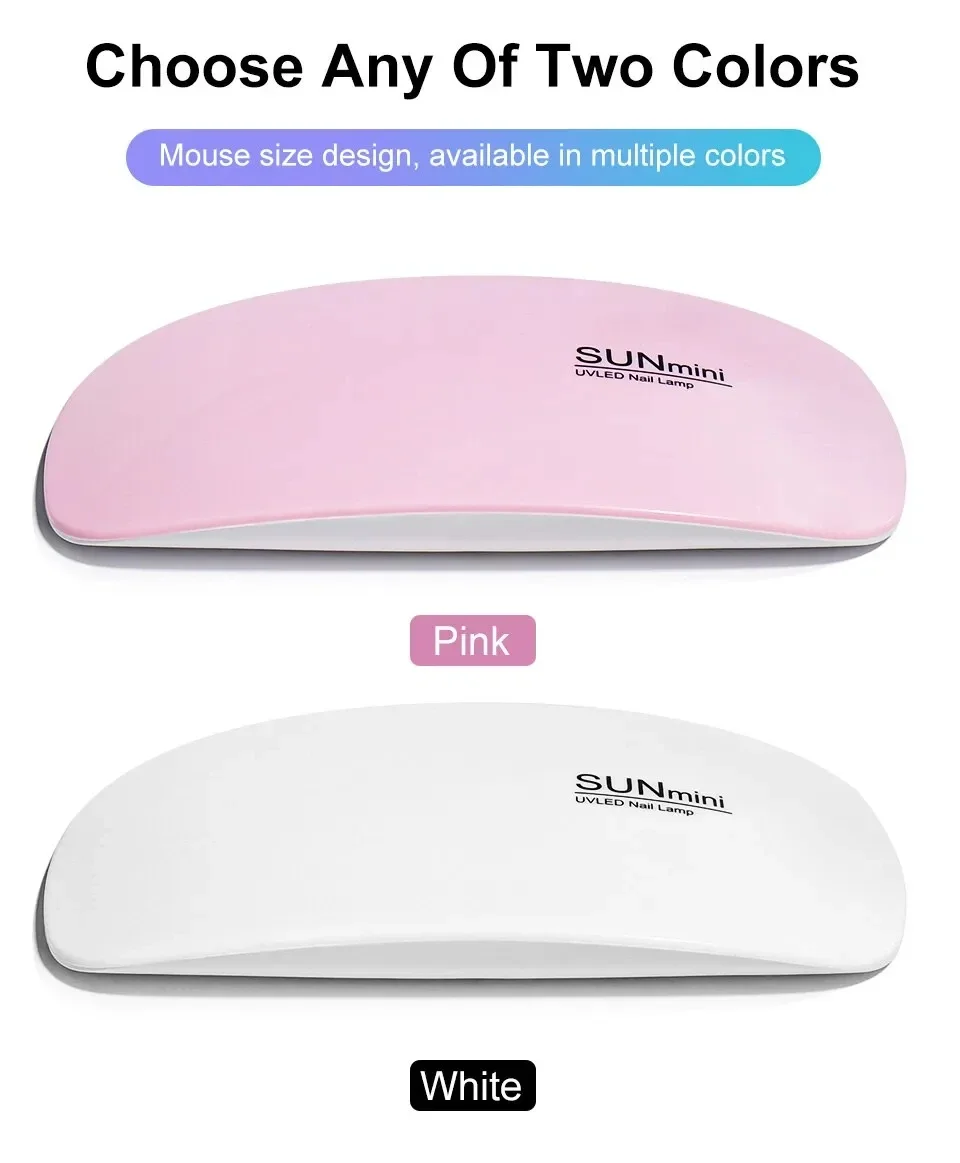 Choose Any Of Two Colors
Mouse size design, available in multiple colors
SUNmini
UVLED Nail Lamp
Pink
SUNmini
UVLED Nail Lamp
White